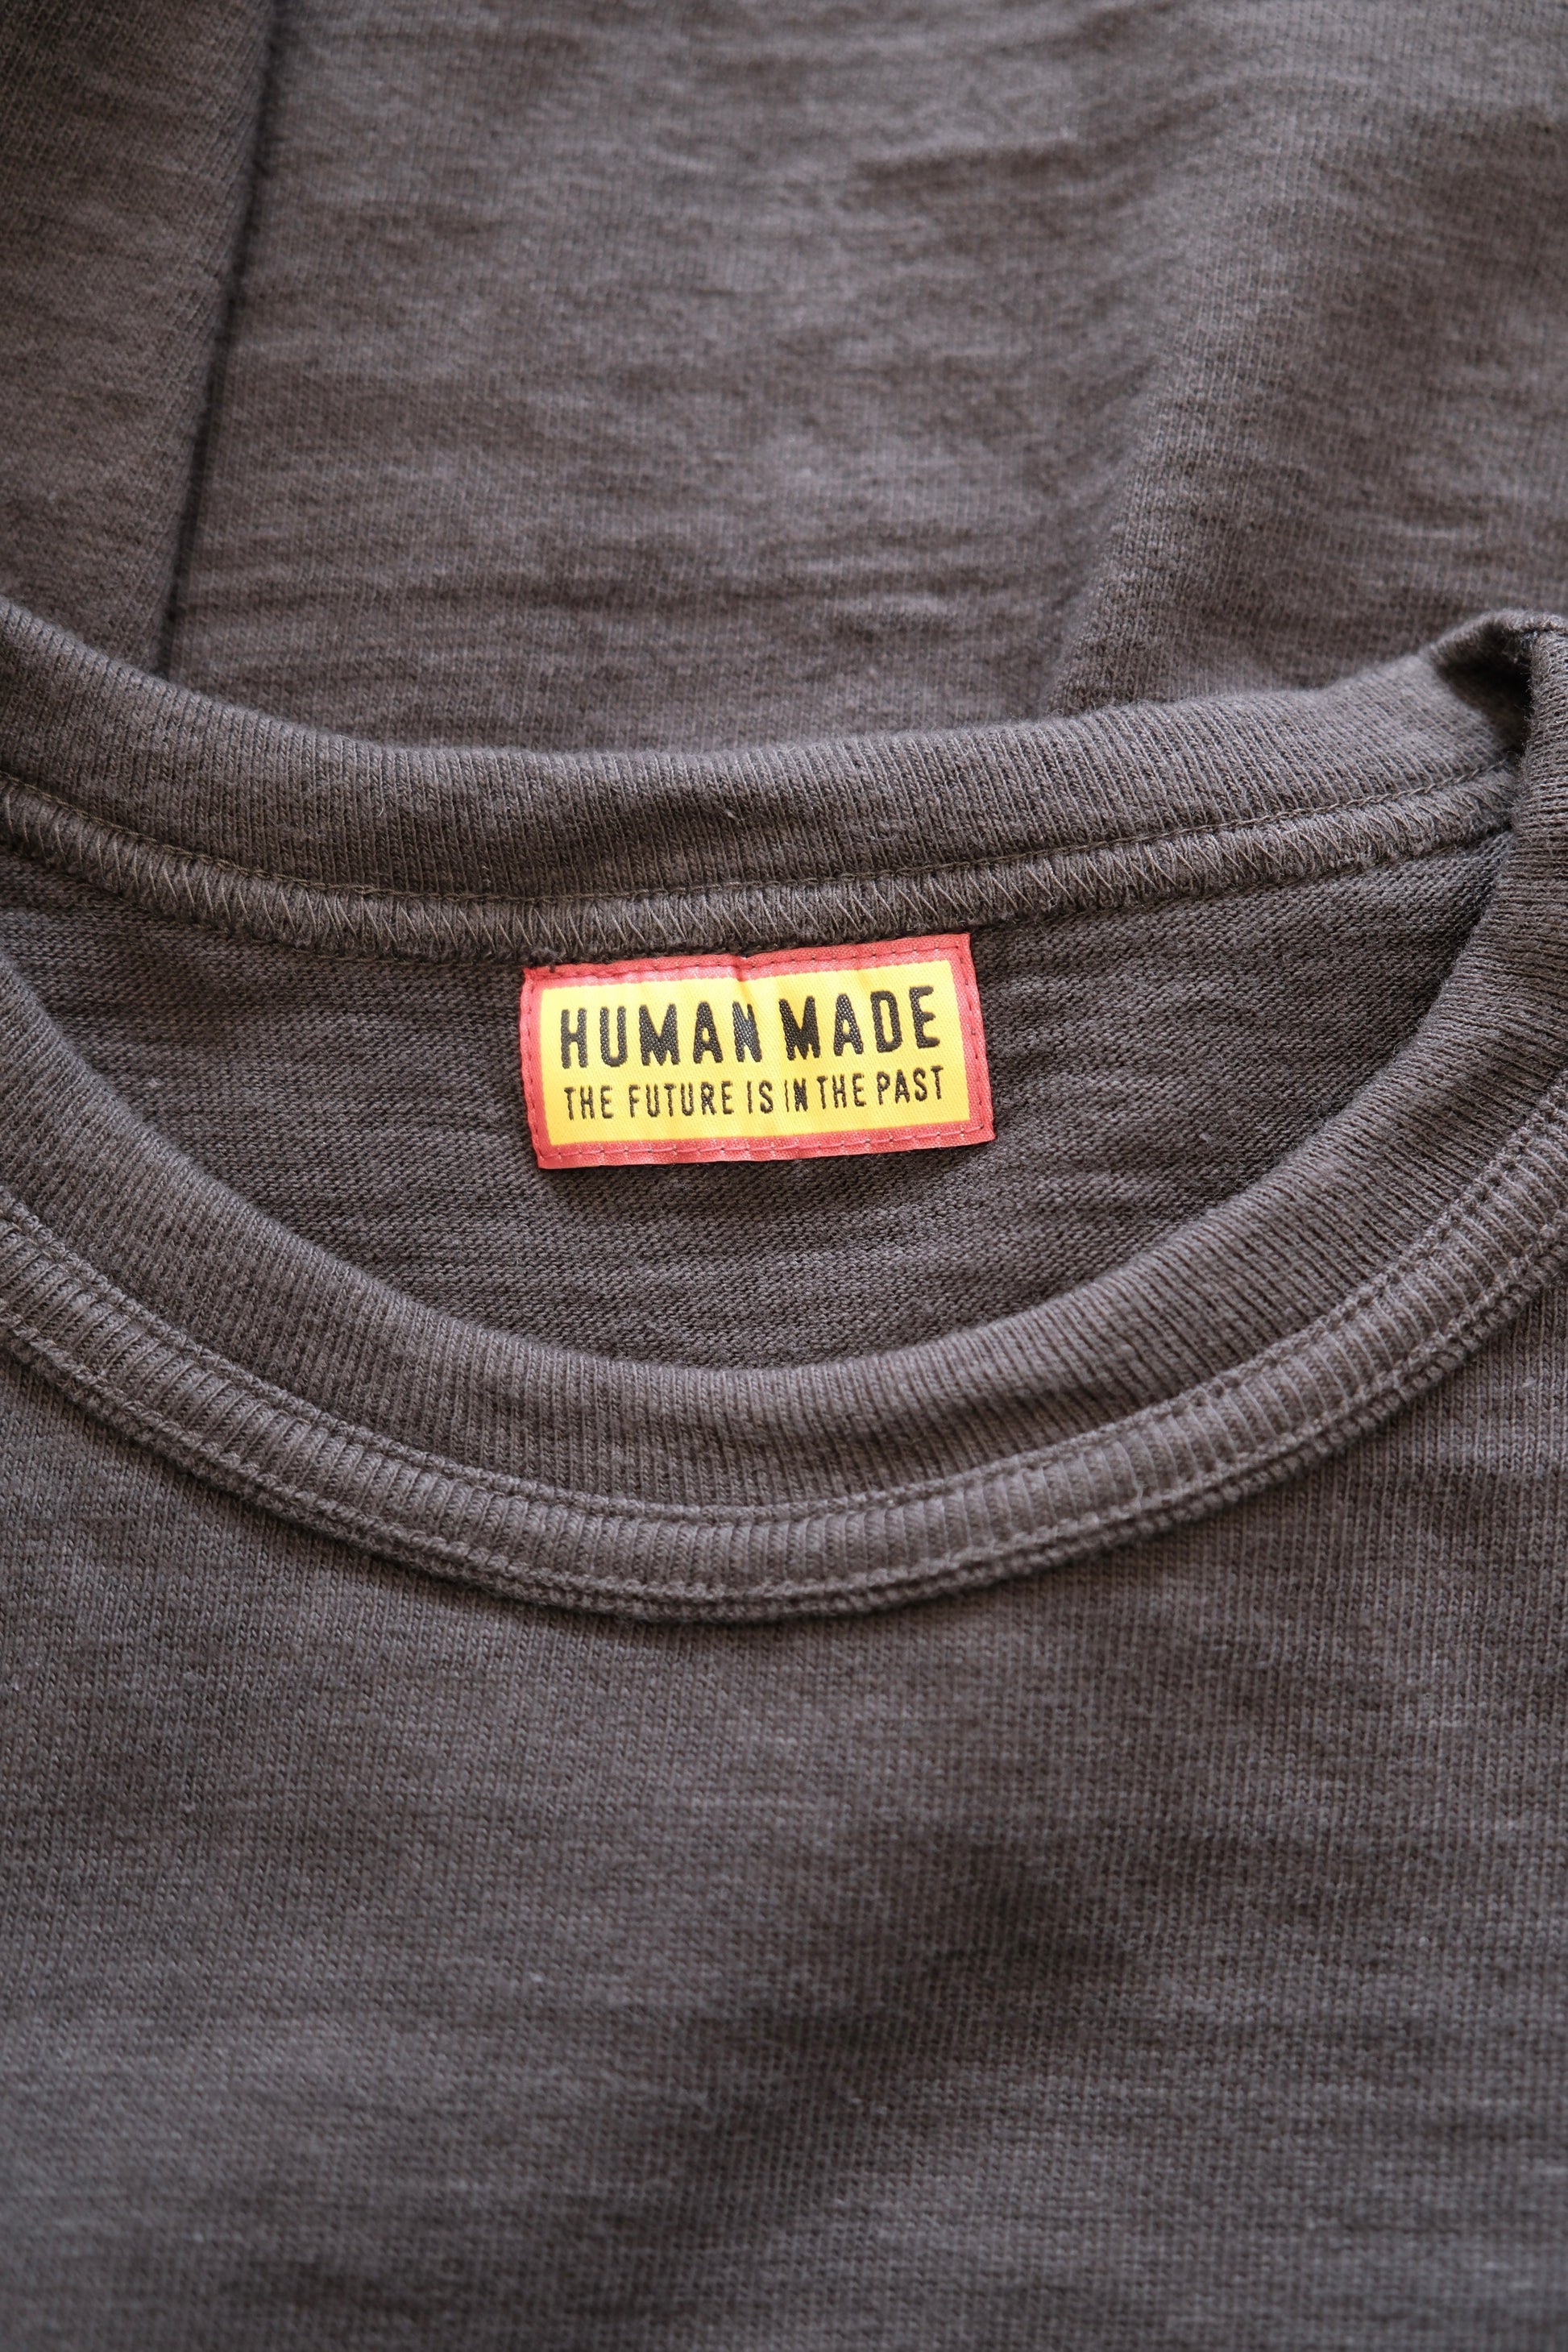 HUMAN MADE
THE FUTURE IS IN THE PAST